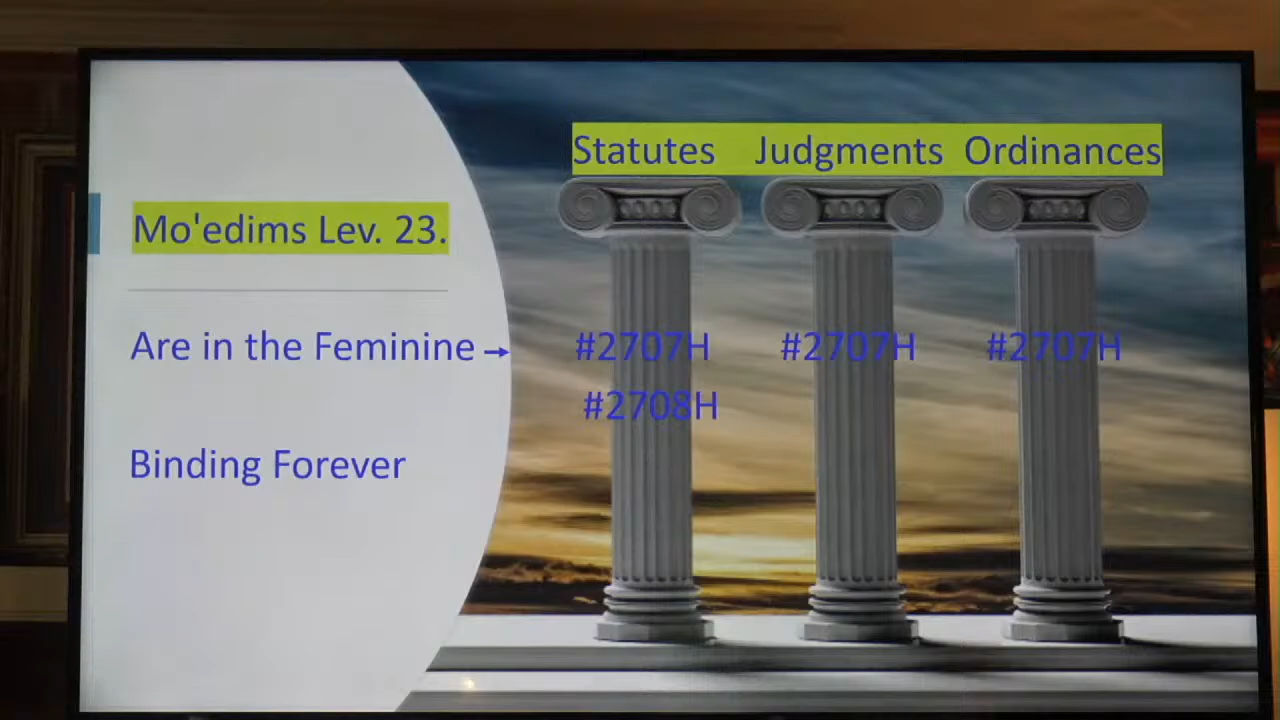 Statutes Judgments Ordinances
Mo'edims Lev. 23.
Are in the Feminine → #2707H #2707H #2707H
#2708H
Binding Forever